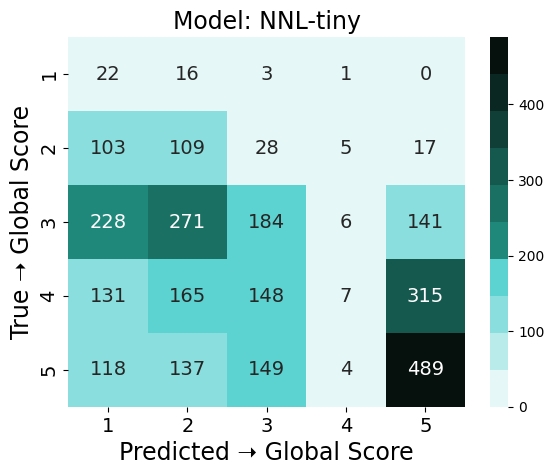 Model: NNL-tiny
True → Global Score
1 22 16 3 1 0
2 103 109 28 5 17
3 228 271 184 6 141
4 131 165 148 7 315
5 118 137 149 4 489
1 2 3 4 5
Predicted → Global Score
400
300
200
100
0